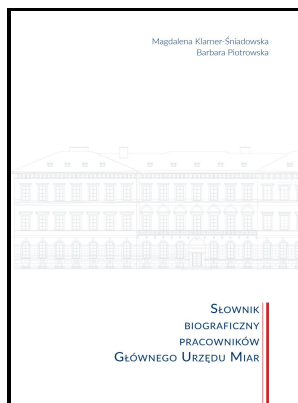 Magdalena Klarner-Śniadowska
Barbara Piotrowska
Słownik
biograficzny
pracowników
Głównego Urzędu Miar